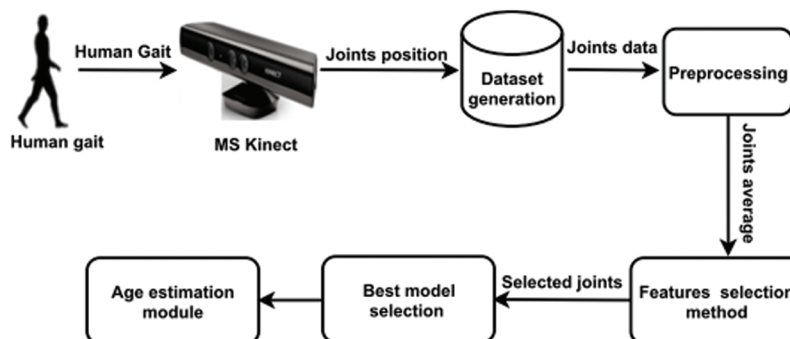 Human Gait
Joints position
Joints data
Dataset
generation
Preprocessing
KINECT
Human gait
MS Kinect
Joints average
Selected joints
Age estimation
module
Best model
selection
Features selection
method